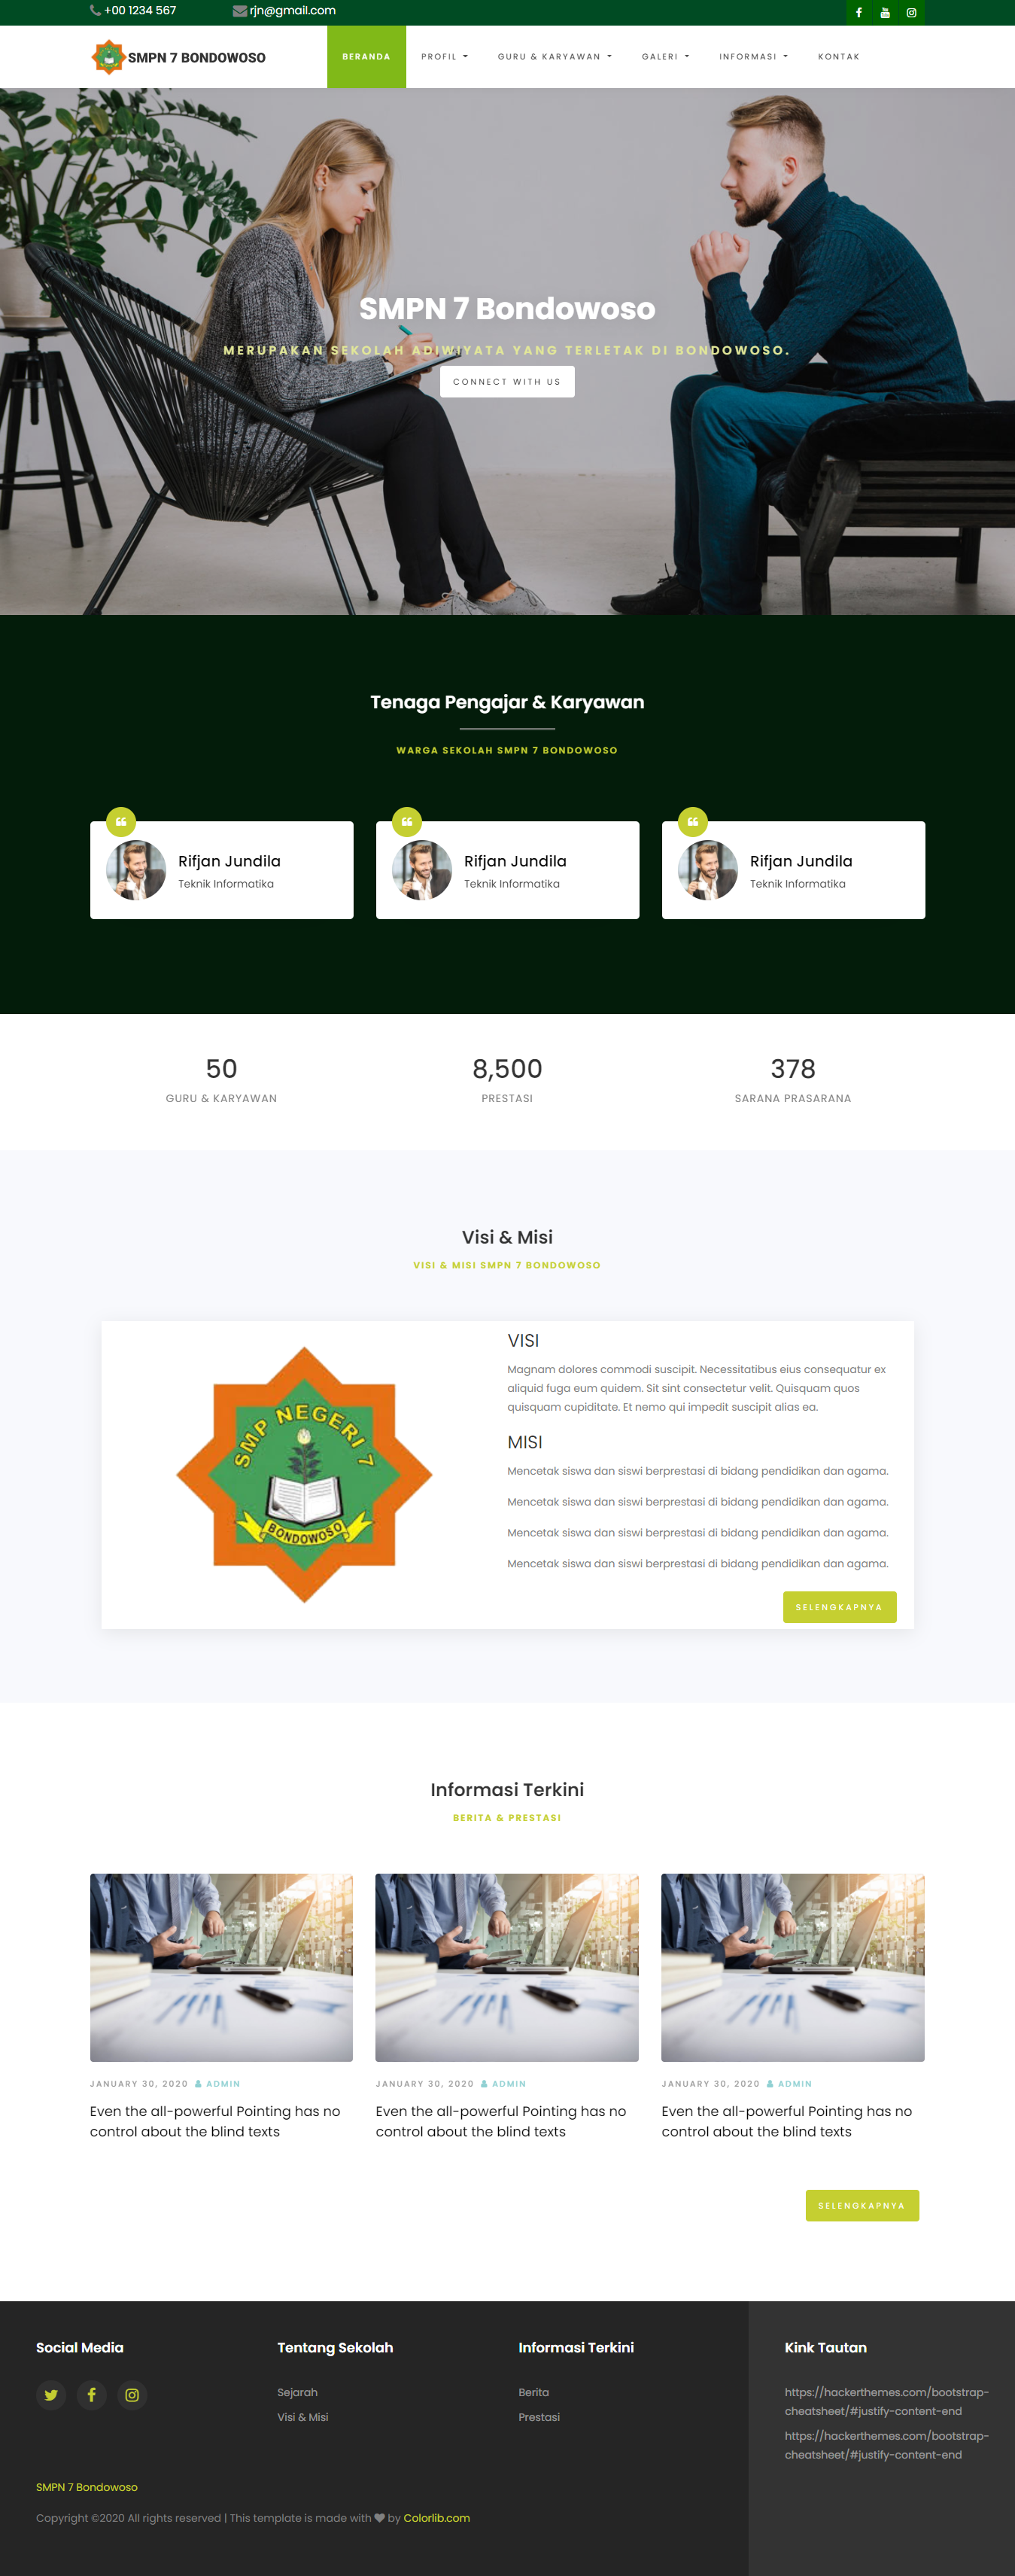 +00 1234 567
rjn@gmail.com
SMPN 7 BONDOWOSO
BERANDA
PROFIL
GURU & KARYAWAN
GALERI
INFORMASI
KONTAK
SMPN 7 Bondowoso
MERUPAKAN SEKOLAH ADIWIYATA YANG TERLETAK DI BONDOWOSO.
CONNECT WITH US
Tenaga Pengajar & Karyawan
WARGA SEKOLAH SMPN 7 BONDOWOSO
Rifjan Jundila
Teknik Informatika
Rifjan Jundila
Teknik Informatika
Rifjan Jundila
Teknik Informatika
50
GURU & KARYAWAN
8,500
PRESTASI
378
SARANA PRASARANA
Visi & Misi
VISI & MISI SMPN 7 BONDOWOSO
SMP NEGERI 7
BONDOWOSO
VISI
Magnam dolores commodi suscipit. Necessitatibus eius consequatur ex
aliquid fuga eum quidem. Sit sint consectetur velit. Quisquam quos
quisquam cupiditate. Et nemo qui impedit suscipit alias ea.
MISI
Mencetak siswa dan siswi berprestasi di bidang pendidikan dan agama.
Mencetak siswa dan siswi berprestasi di bidang pendidikan dan agama.
Mencetak siswa dan siswi berprestasi di bidang pendidikan dan agama.
Mencetak siswa dan siswi berprestasi di bidang pendidikan dan agama.
SELENGKAPNYA
Informasi Terkini
BERITA & PRESTASI
JANUARY 30, 2020 ADMIN
Even the all-powerful Pointing has no
control about the blind texts
JANUARY 30, 2020 ADMIN
Even the all-powerful Pointing has no
control about the blind texts
JANUARY 30, 2020 ADMIN
Even the all-powerful Pointing has no
control about the blind texts
SELENGKAPNYA
Social Media
Tentang Sekolah
Sejarah
Visi & Misi
Informasi Terkini
Berita
Prestasi
Kink Tautan
https://hackerthemes.com/bootstrap-
cheatsheet/#justify-content-end
https://hackerthemes.com/bootstrap-
cheatsheet/#justify-content-end
SMPN 7 Bondowoso
Copyright ©2020 All rights reserved | This template is made with ♥ by Colorlib.com